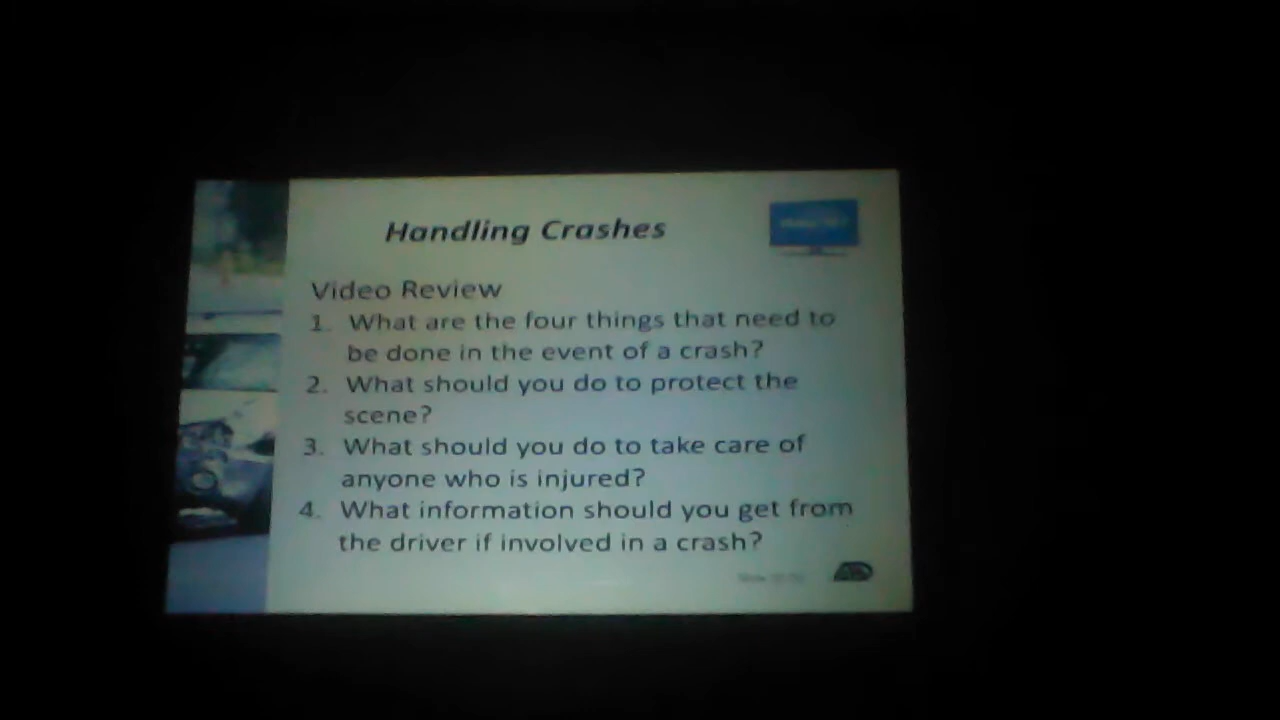 Handling Crashes
Video Review
1. What are the four things that need to
be done in the event of a crash?
2. What should you do to protect the
scene?
3. What should you do to take care of
anyone who is injured?
4. What information should you get from
the driver if involved in a crash?
Slide